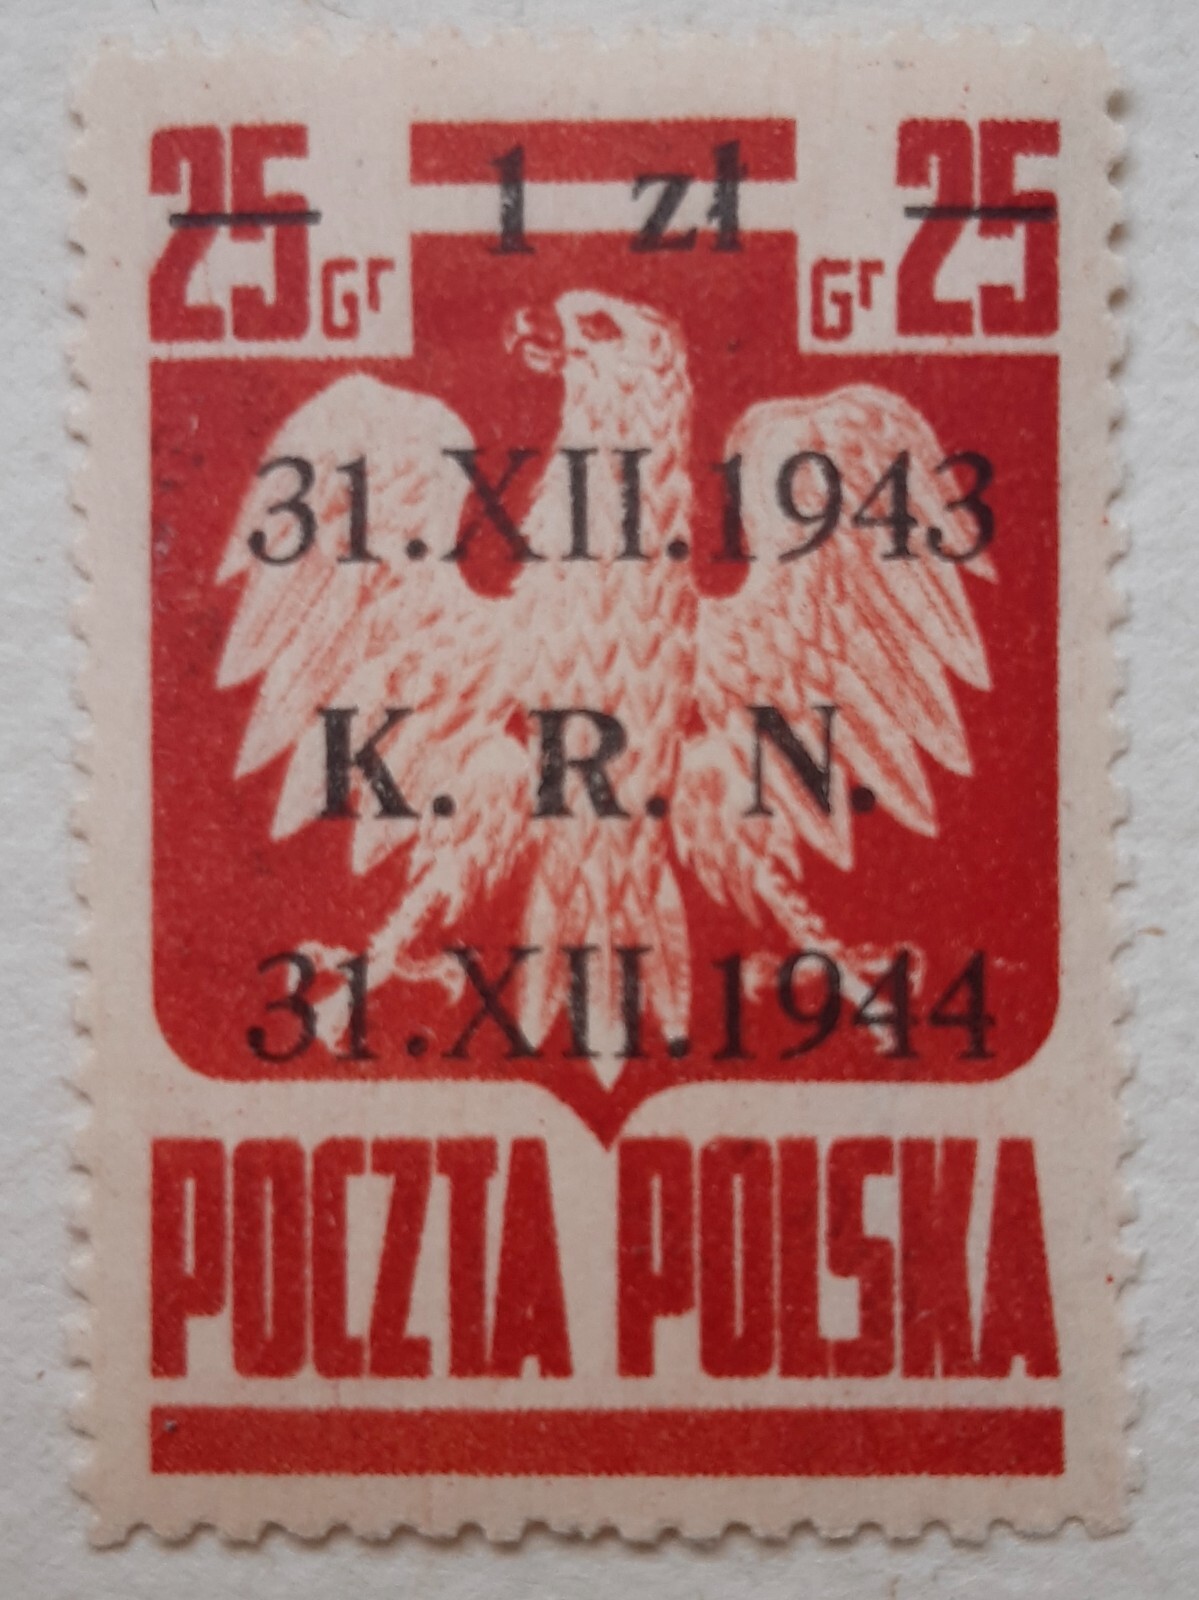 25 Gr 1 zł Gr 25
31.XII.1943
K. R. N.
31.XII.1944
POCZTA POLSKA